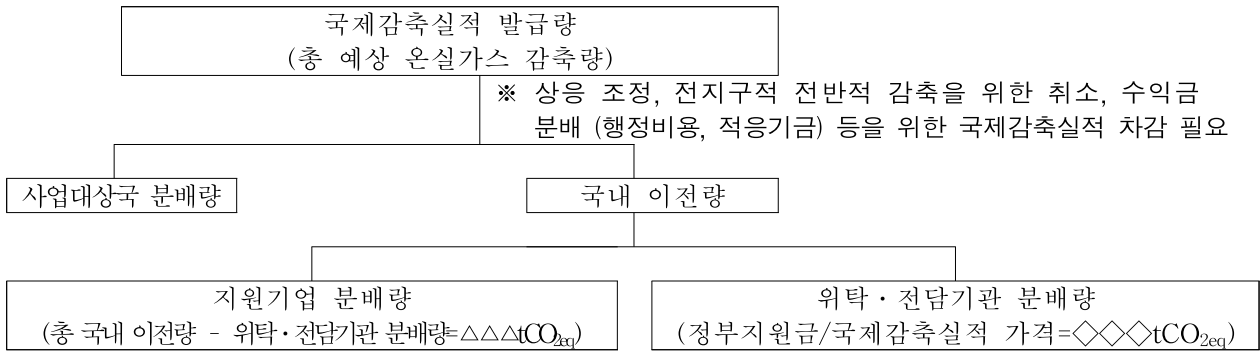 국제감축실적 발급량
(총 예상 온실가스 감축량)
※ 상응 조정, 전지구적 전반적 감축을 위한 취소, 수익금
분배 (행정비용, 적응기금) 등을 위한 국제감축실적 차감 필요
사업대상국 분배량
국내 이전량
지원기업 분배량
(총 국내 이전량 - 위탁・전담기관 분배량=△△△tCO2eq)
위탁・전담기관 분배량
(정부지원금/국제감축실적 가격=◇◇◇tCO2eq)